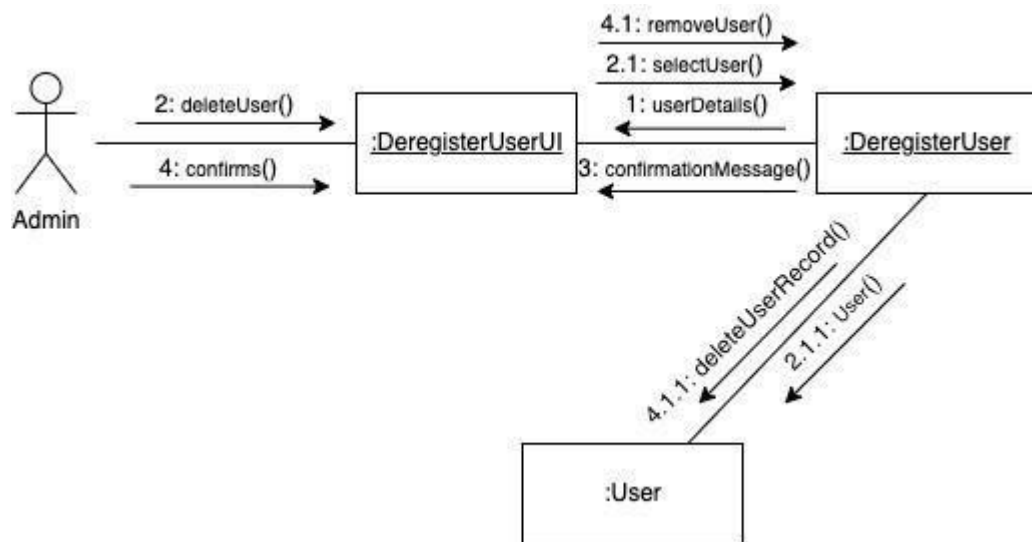 4.1: removeUser()
2.1: selectUser()
2: deleteUser()
1: userDetails()
:DeregisterUserUI
:DeregisterUser
4: confirms()
3: confirmationMessage()
Admin
4.1.1: deleteUserRecord()
2.1.1: User()
:User